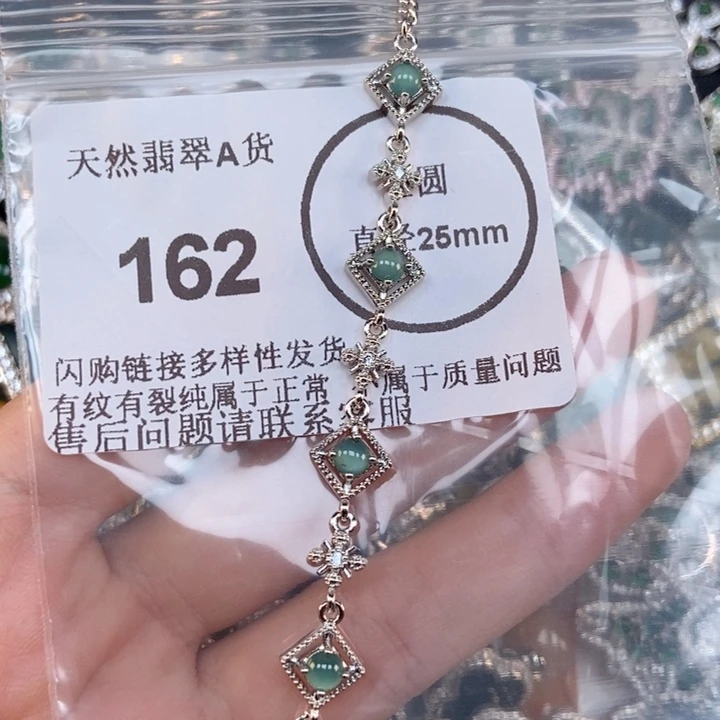 天然翡翠A货
162
圆
直径25mm
闪购链接多样性发货
有纹有裂纯属于正常 属于质量问题
售后问题请联系 服